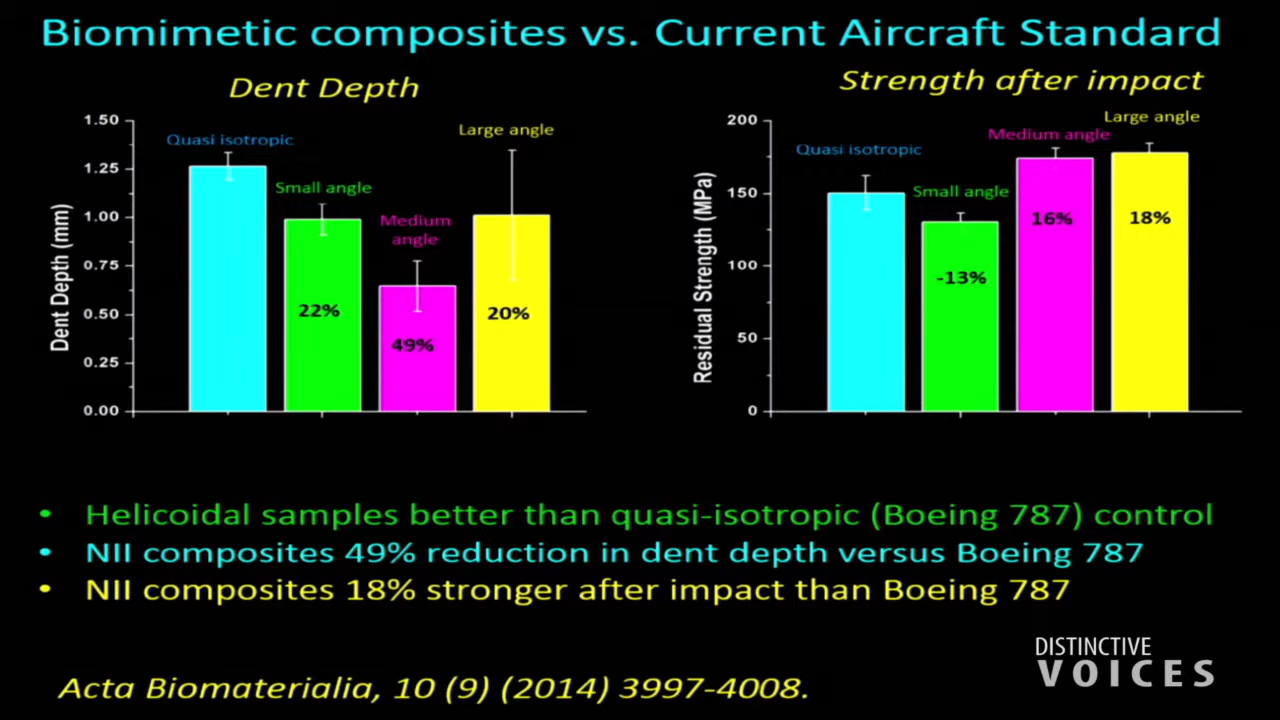 Biomimetic composites vs. Current Aircraft Standard
Dent Depth
Dent Depth (mm)
1.50
1.25
1.00
0.75
0.50
0.25
0.00
Quasi isotropic
Small angle
Medium
angle
Large angle
22%
49%
20%
Strength after impact
Residual Strength (MPa)
200
150
100
50
0
Quasi isotropic
Small angle
Medium angle
Large angle
-13%
16%
18%
• Helicoidal samples better than quasi-isotropic (Boeing 787) control
• NII composites 49% reduction in dent depth versus Boeing 787
• NII composites 18% stronger after impact than Boeing 787
Acta Biomaterialia, 10 (9) (2014) 3997-4008.
DISTINCTIVE
VOICES